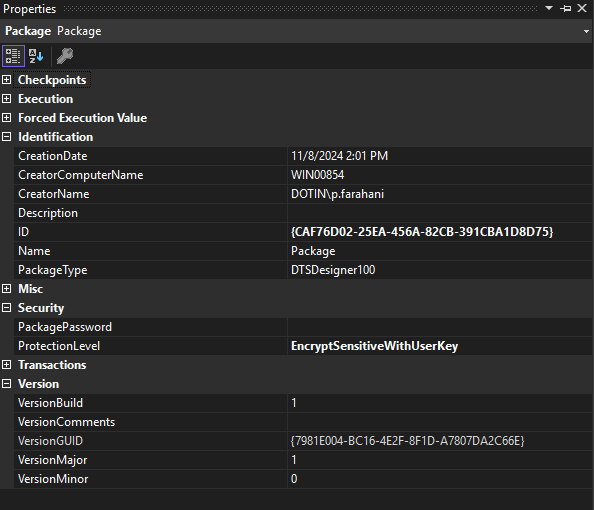 Properties
Package Package
Checkpoints
Execution
Forced Execution Value
Identification
CreationDate 11/8/2024 2:01 PM
CreatorComputerName WIN00854
CreatorName DOTIN\p.farahani
Description
ID {CAF76D02-25EA-456A-82CB-391CBA1D8D75}
Name Package
PackageType DTSDesigner100
Misc
Security
PackagePassword
ProtectionLevel EncryptSensitiveWithUserKey
Transactions
Version
VersionBuild 1
VersionComments
VersionGUID {7981E004-BC16-4E2F-8F1D-A7807DA2C66E}
VersionMajor 1
VersionMinor 0